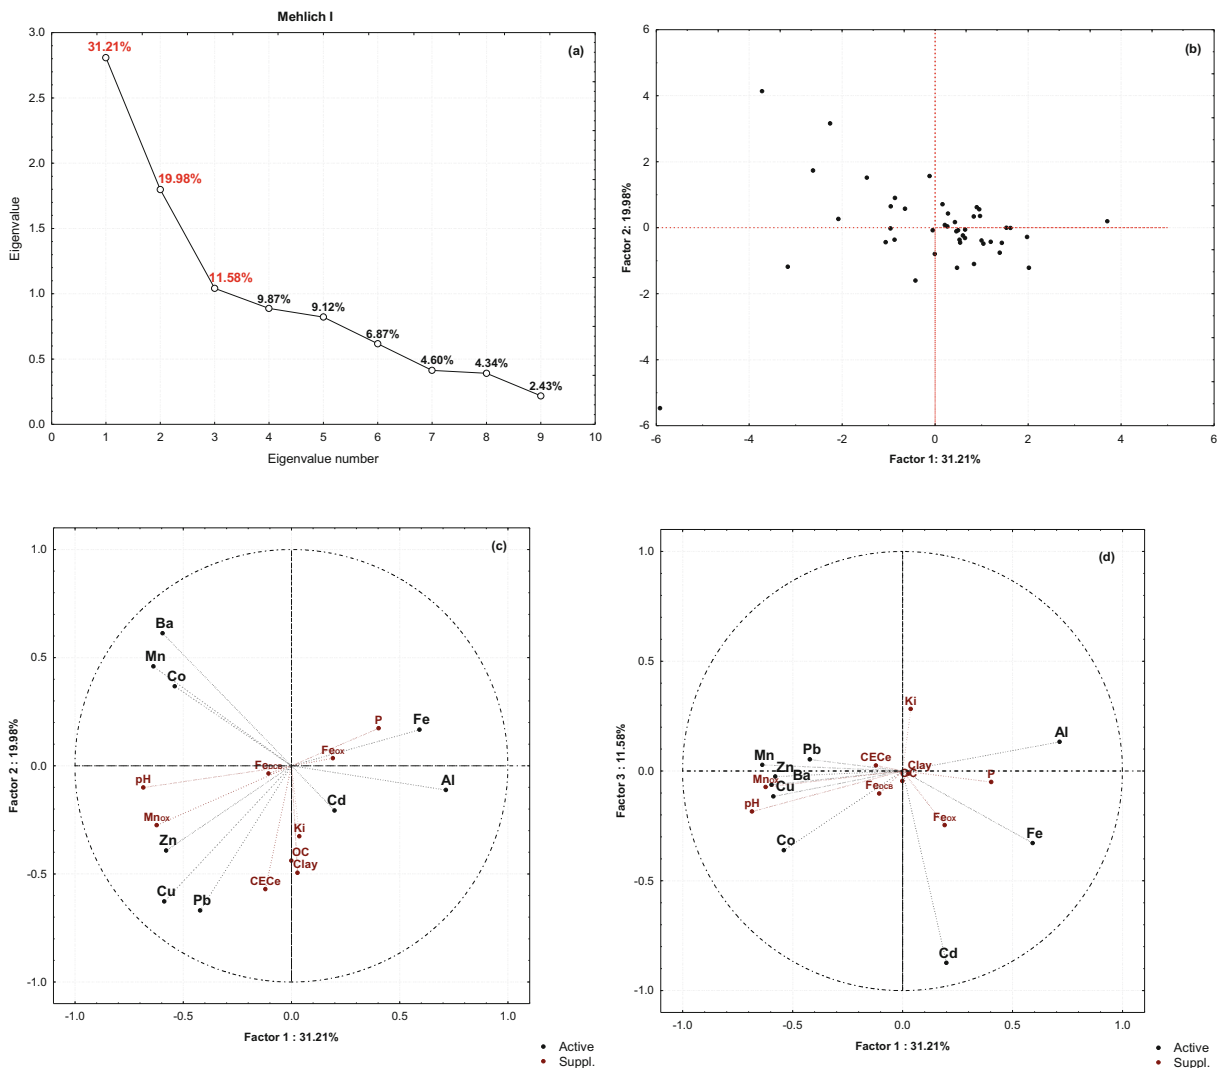 Mehlich I
(a)
3.0
2.5
2.0
1.5
1.0
0.5
0.0
Eigenvalue
31.21%
19.98%
11.58%
9.87%
9.12%
6.87%
4.60%
4.34%
2.43%
0 1 2 3 4 5 6 7 8 9 10
Eigenvalue number
(b)
6
4
2
0
-2
-4
-6
Factor 2: 19.98%
-6 -4 -2 0 2 4 6
Factor 1: 31.21%
(c)
1.0
0.5
0.0
-0.5
-1.0
Factor 2 : 19.98%
Ba
Mn
Co
P
Fe
FeOX
FeDCB
pH
Al
Cd
MnOX
Zn
Ki
OC
Clay
CECe
Cu
Pb
-1.0 -0.5 0.0 0.5 1.0
Factor 1 : 31.21%
Active
Suppl.
(d)
1.0
0.5
0.0
-0.5
-1.0
Factor 3 : 11.58%
Ki
Al
Mn
Pb
Zn
CECe
Clay
MnOX
Ba
OC
P
Cu
FeDCB
pH
FeOX
Co
Fe
Cd
-1.0 -0.5 0.0 0.5 1.0
Factor 1 : 31.21%
Active
Suppl.